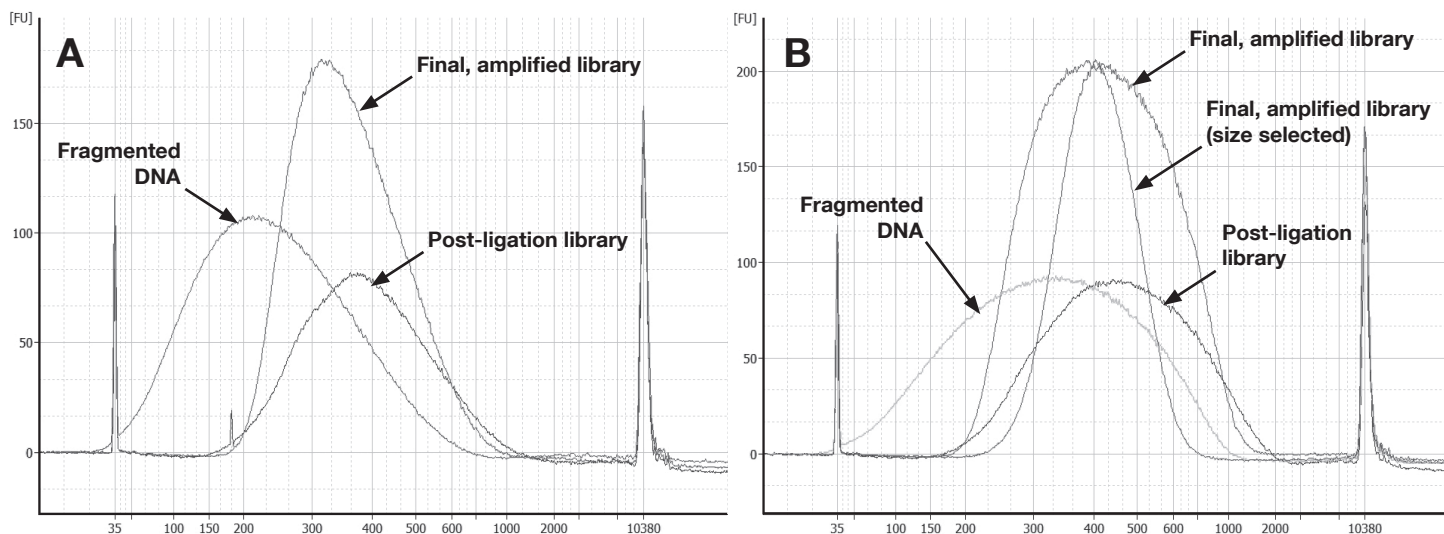 [FU]
A
Final, amplified library
150
Fragmented
DNA
100
Post-ligation library
50
0
35 100 150 200 300 400 500 600 1000 2000 10380
[FU]
B
Final, amplified library
200
Final, amplified library
(size selected)
150
Fragmented
DNA
Post-ligation
library
100
50
0
35 100 150 200 300 400 500 600 1000 2000 10380